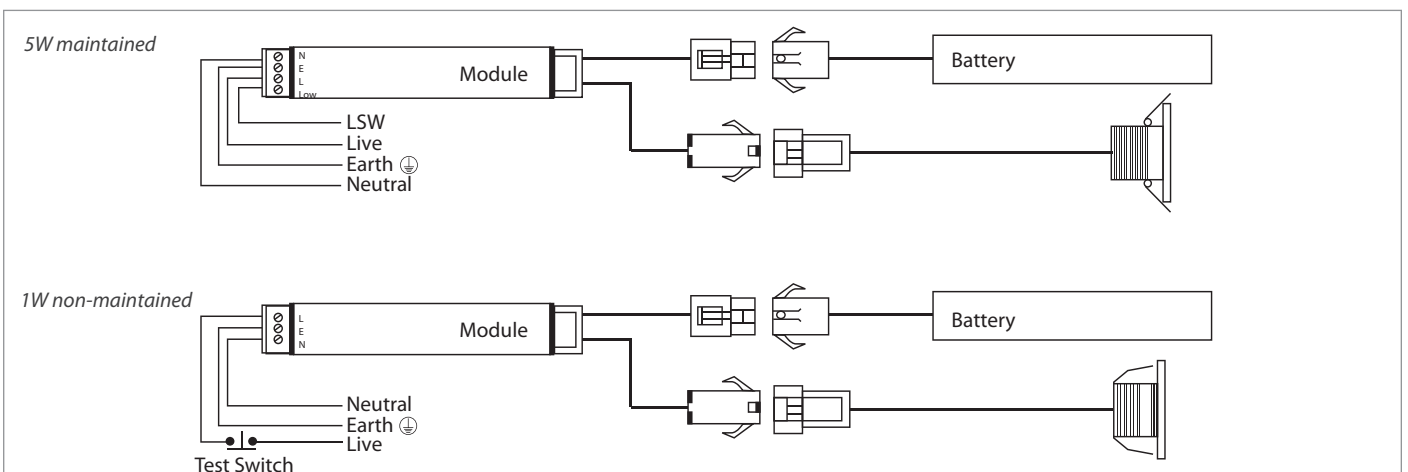 5W maintained
N
E
L
Low
Module
Battery
LSW
Live
Earth
Neutral
1W non-maintained
L
E
N
Module
Battery
Neutral
Earth
Live
Test Switch